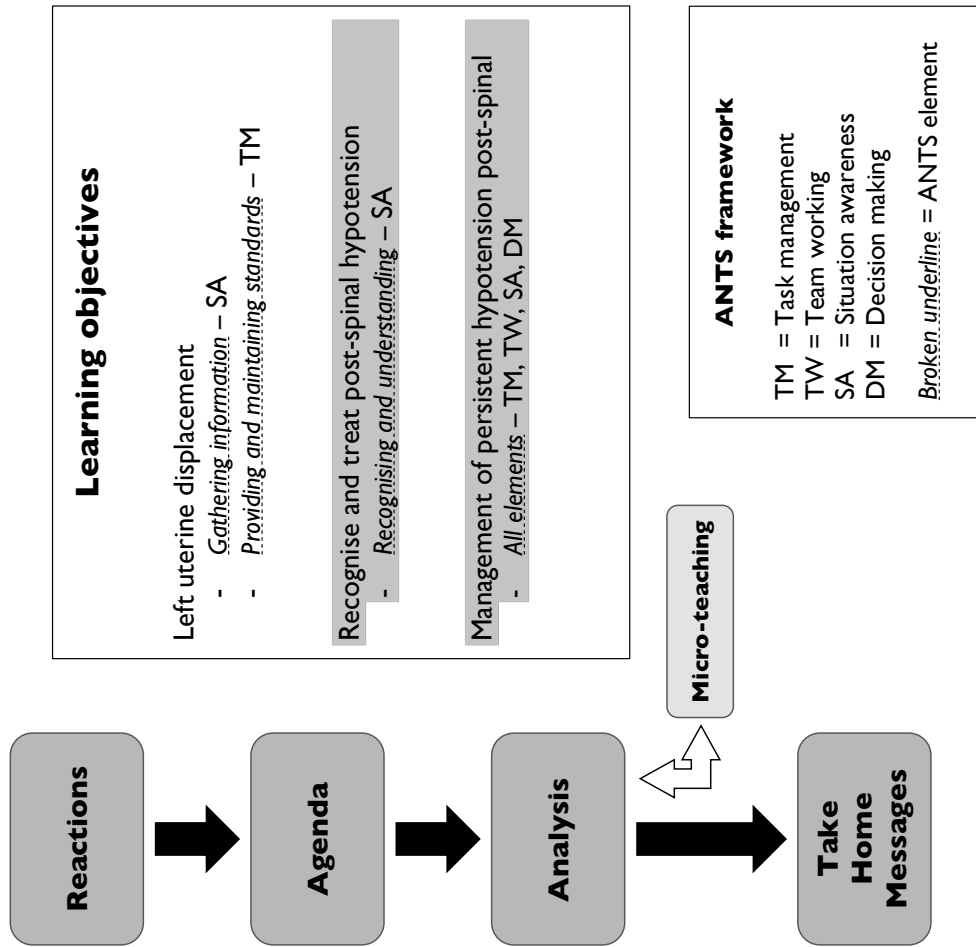 Reactions
Agenda
Analysis
Micro-teaching
Take
Home
Messages
Learning objectives
Left uterine displacement
- Gathering information – SA
- Providing and maintaining standards – TM
Recognise and treat post-spinal hypotension
- Recognising and understanding – SA
Management of persistent hypotension post-spinal
- All elements – TM, TW, SA, DM
ANTS framework
TM = Task management
TW = Team working
SA = Situation awareness
DM = Decision making
Broken underline = ANTS element